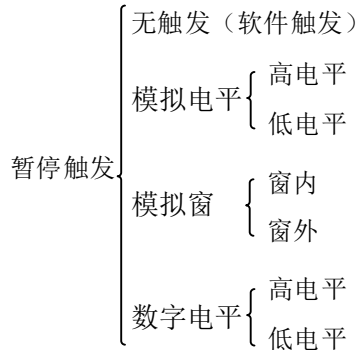 无触发（软件触发）
模拟电平
高电平
低电平
暂停触发
模拟窗
窗内
窗外
数字电平
高电平
低电平